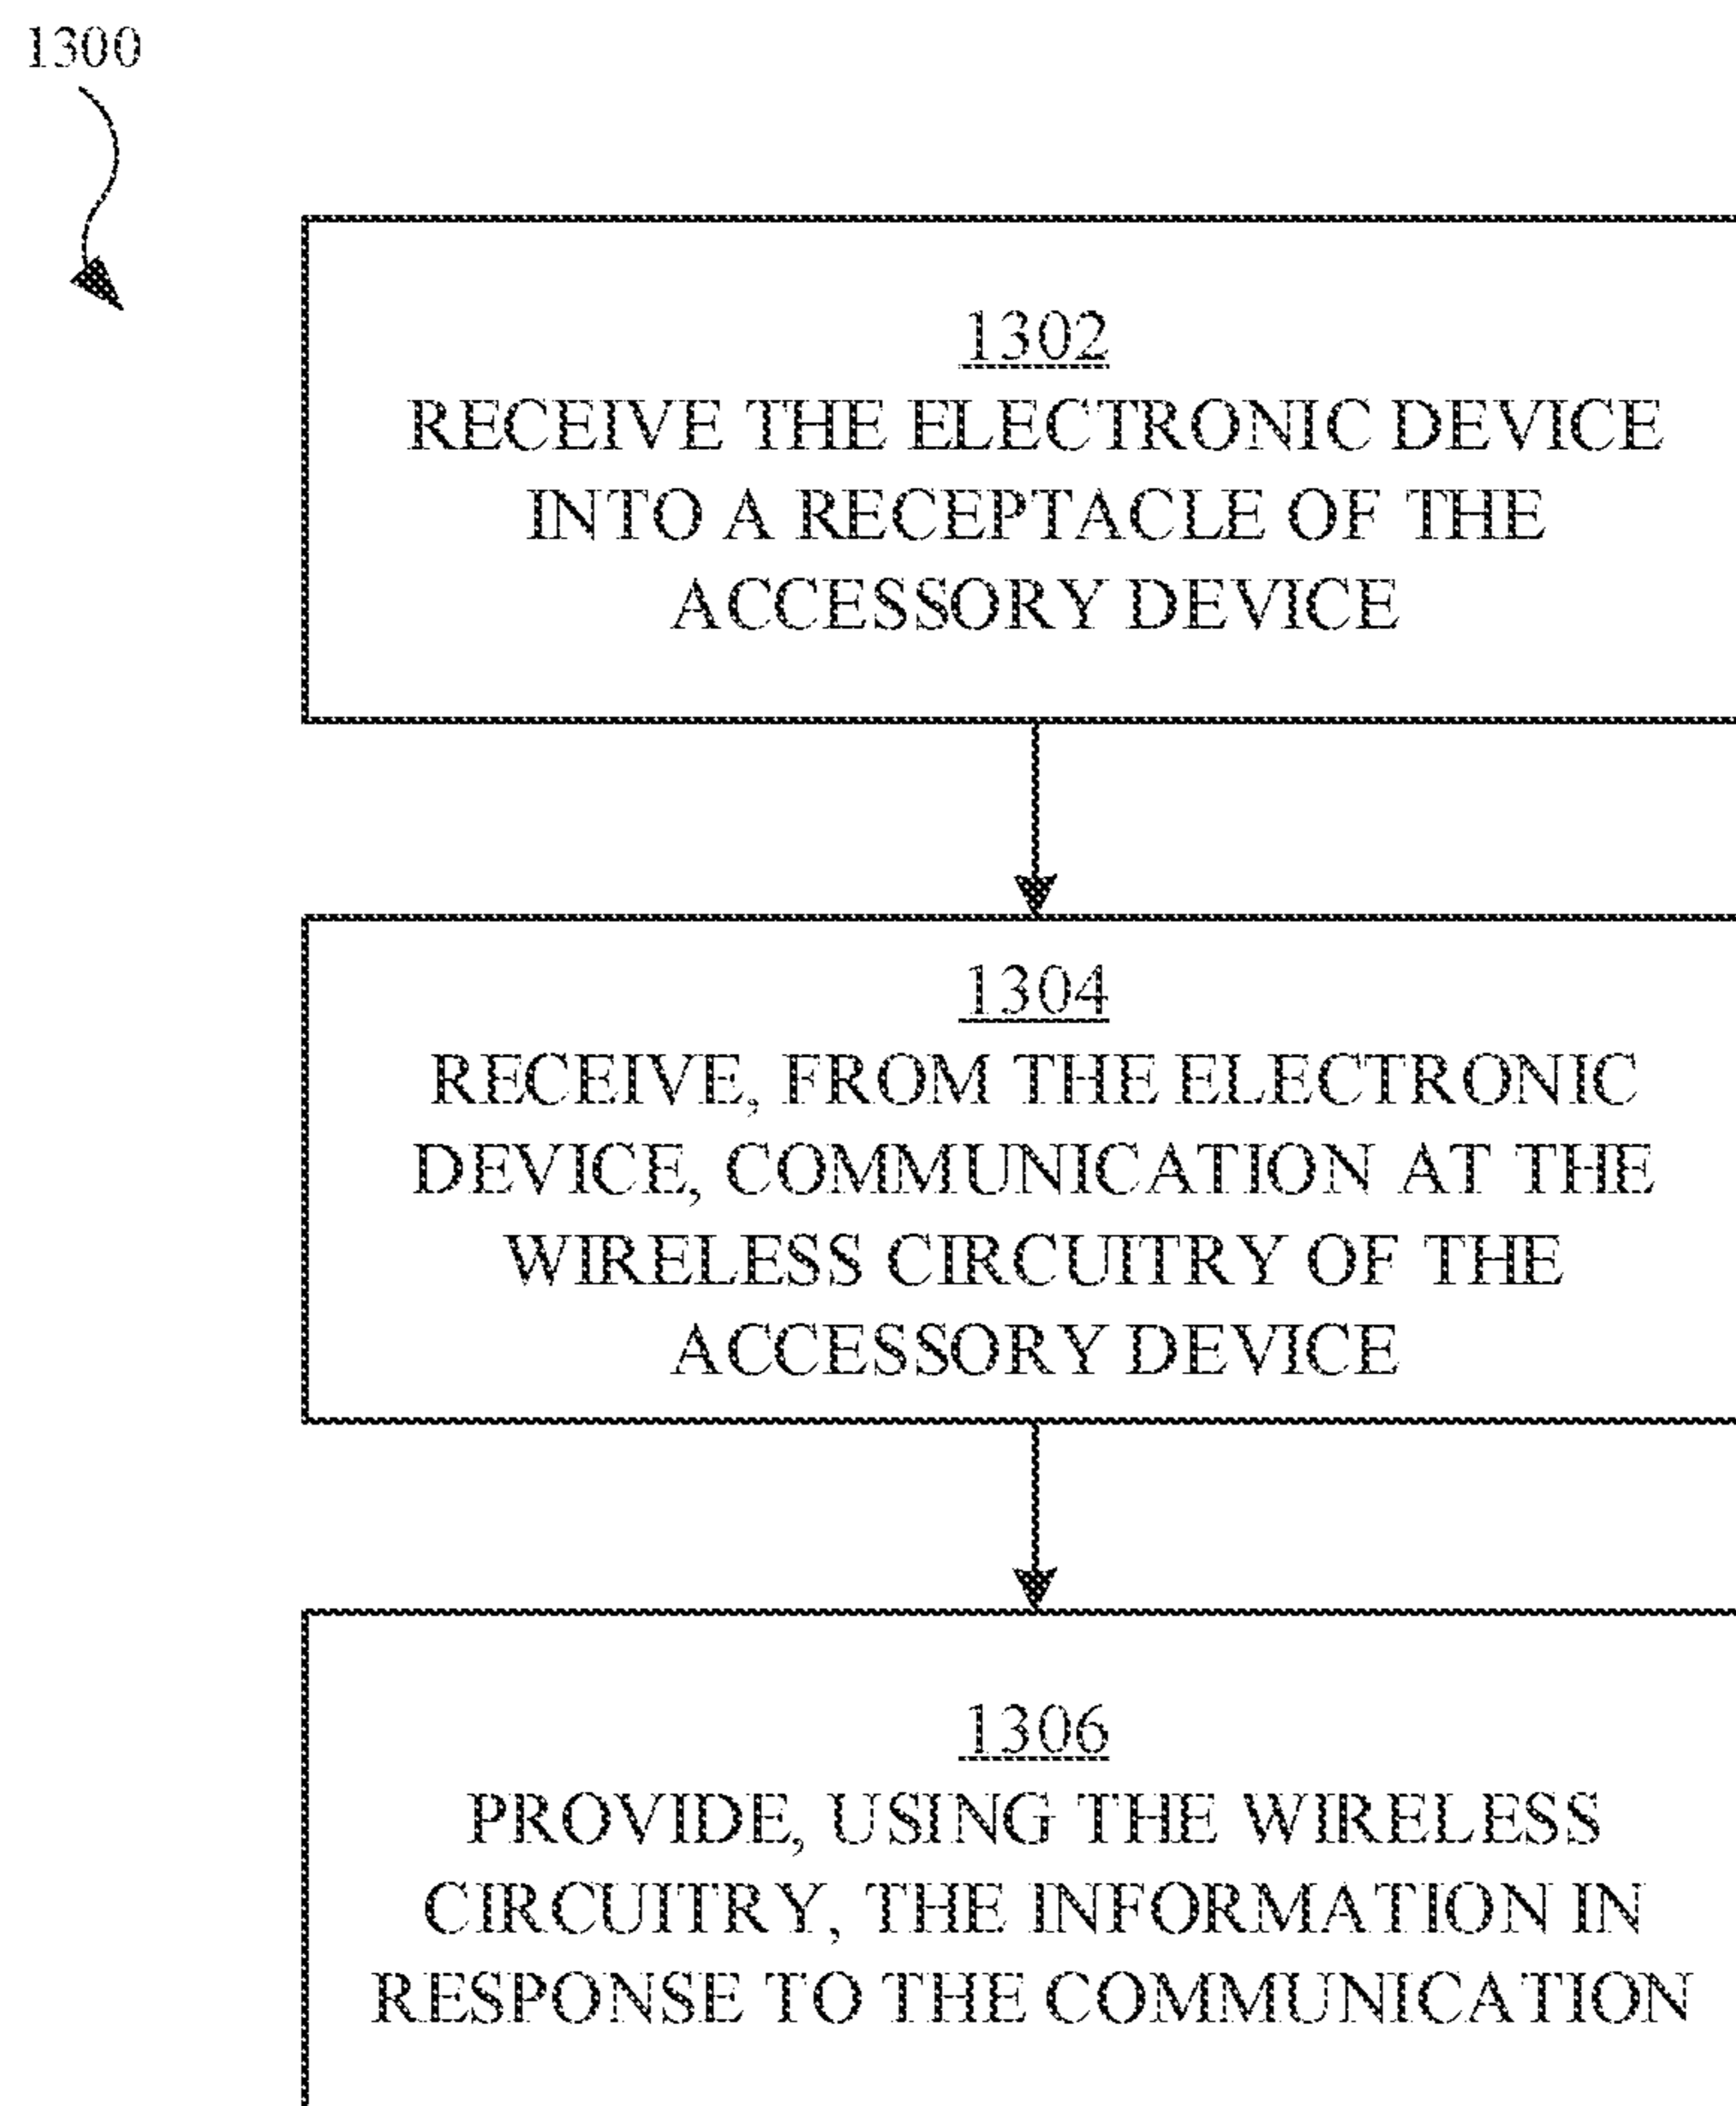 1300
1302
RECEIVE THE ELECTRONIC DEVICE
INTO A RECEPTACLE OF THE
ACCESSORY DEVICE
1304
RECEIVE, FROM THE ELECTRONIC
DEVICE, COMMUNICATION AT THE
WIRELESS CIRCUITRY OF THE
ACCESSORY DEVICE
1306
PROVIDE, USING THE WIRELESS
CIRCUITRY, THE INFORMATION IN
RESPONSE TO THE COMMUNICATION